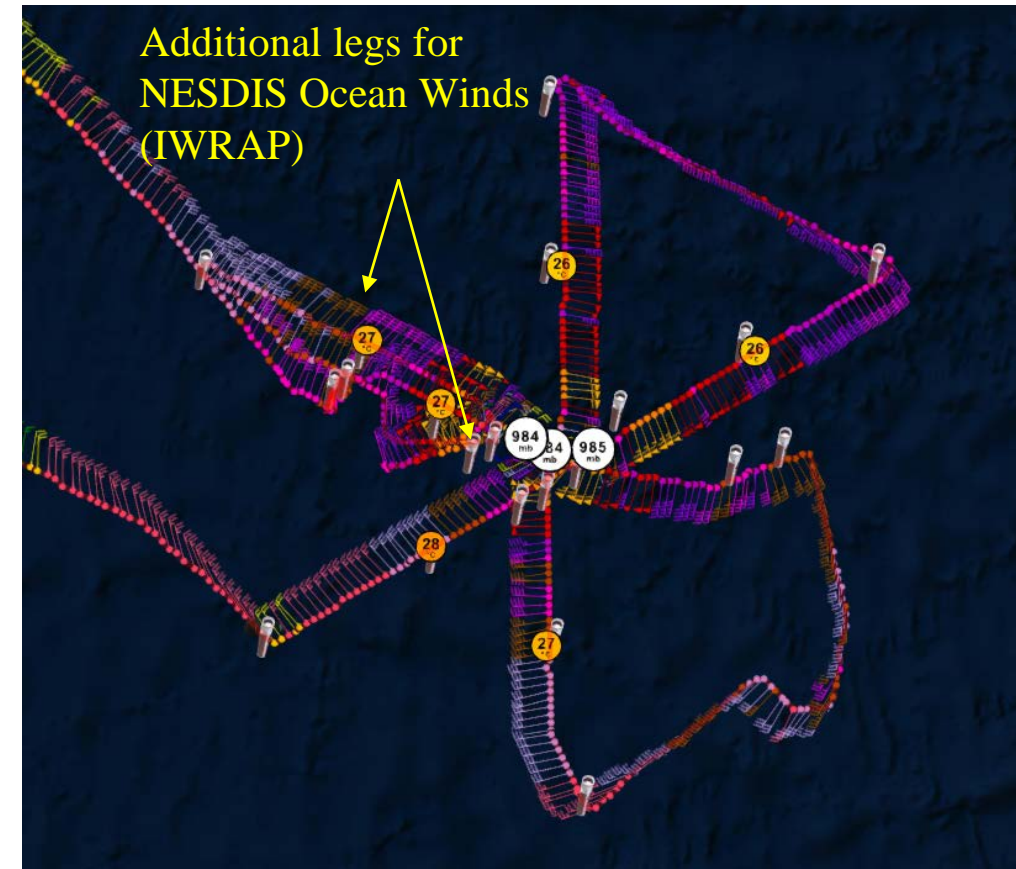 Additional legs for
NESDIS Ocean Winds
(IWRAP)
26
°C
27
°C
26
°C
27
°C
984
mb
84
mb
985
mb
28
°C
27
°C